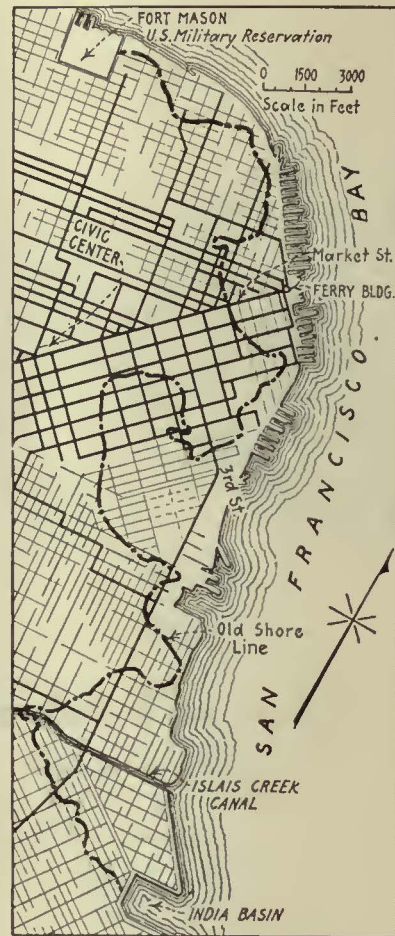 FORT MASON
U.S. Military Reservation
0 1500 3000
Scale in Feet
CIVIC
CENTER
Market St.
FERRY BLDG.
3rd St.
SAN FRANCISCO BAY
Old Shore
Line
ISLAIS CREEK
CANAL
INDIA BASIN